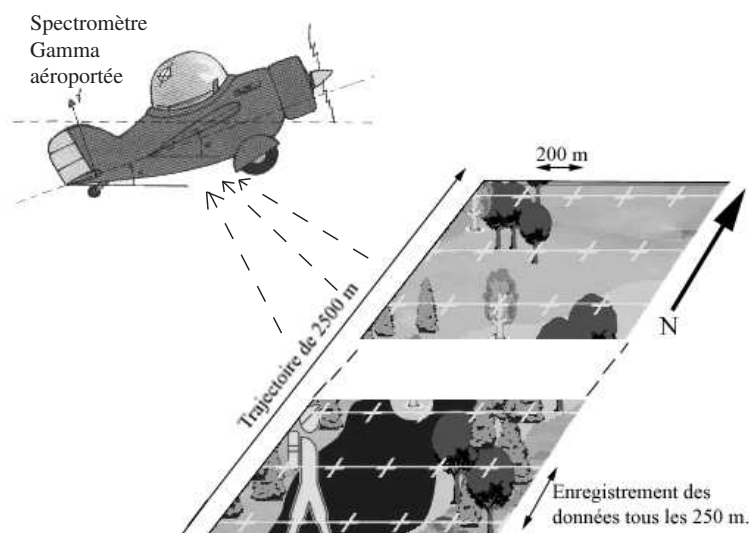 Spectromètre
Gamma
aéroportée
200 m
Trajectoire de 2500 m
N
Enregistrement des
données tous les 250 m.